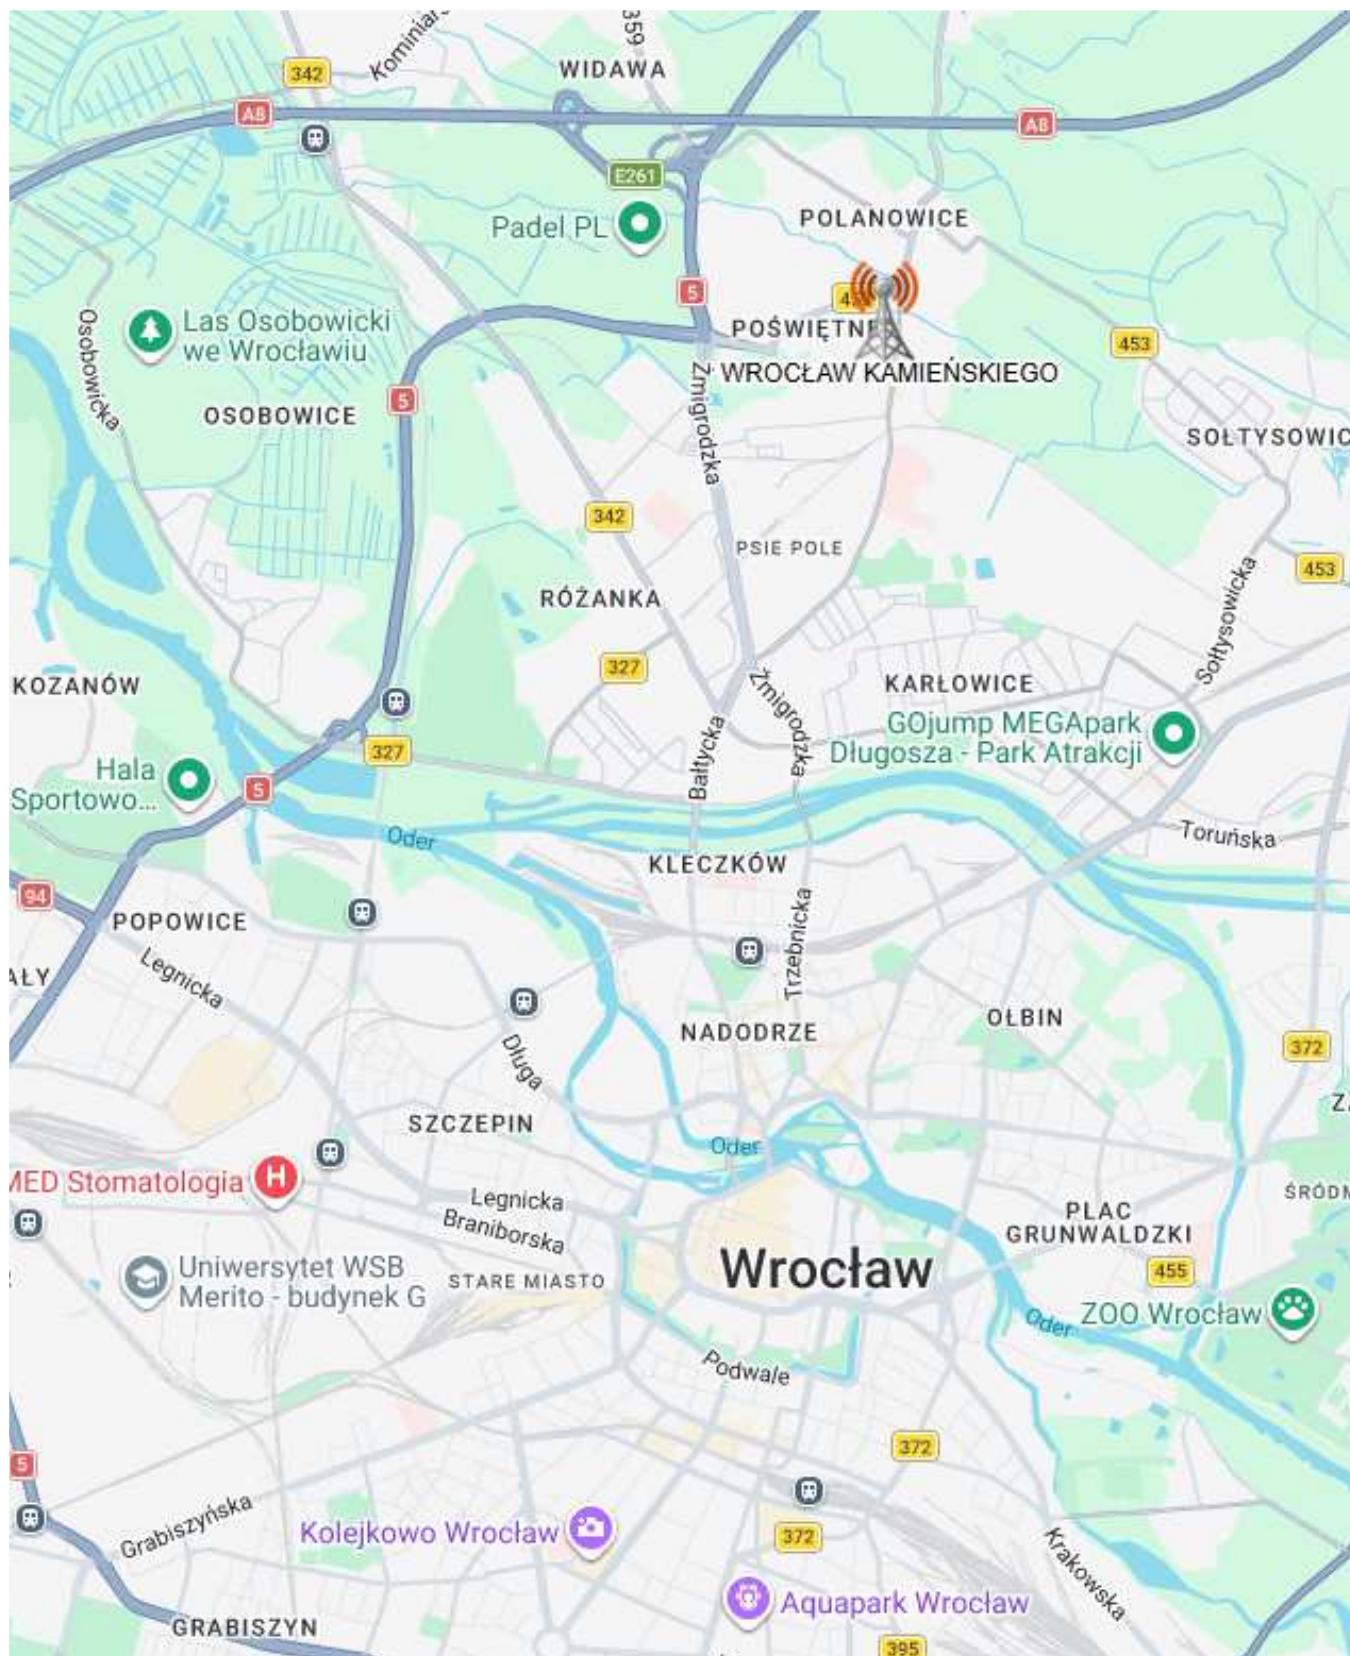 Kominiar
359
342
WIDAWA
A8
A8
E261
Padel PL
POLANOWICE
5
Osobowicka
Las Osobowicki
we Wrocławiu
POŚWIĘTNE
453
WROCŁAW KAMIEŃSKIEGO
Żmigrodzka
5
OSOBOWICE
SOŁTYSOWIC
342
PSIE POLE
453
RÓŻANKA
Sołtysowicka
327
KOZANÓW
KARŁOWICE
Żmigrodzka
Bałtycka
GOjump MEGApark
Długosza - Park Atrakcji
327
Hala
Sportowo...
5
Oder
Toruńska
KLECZKÓW
94
POPOWICE
Trzebnicka
Legnicka
AŁY
OŁBIN
NADODRZE
372
Długa
SZCZEPIN
Z
Oder
MED Stomatologia
H
Legnicka
ŚRÓDM
PLAC
GRUNWALDZKI
Braniborska
Wrocław
Uniwersytet WSB
Merito - budynek G
STARE MIASTO
455
ZOO Wrocław
Oder
Podwale
372
5
Grabiszyńska
Kolejkowo Wrocław
372
Krakowska
Aquapark Wrocław
GRABISZYN
395